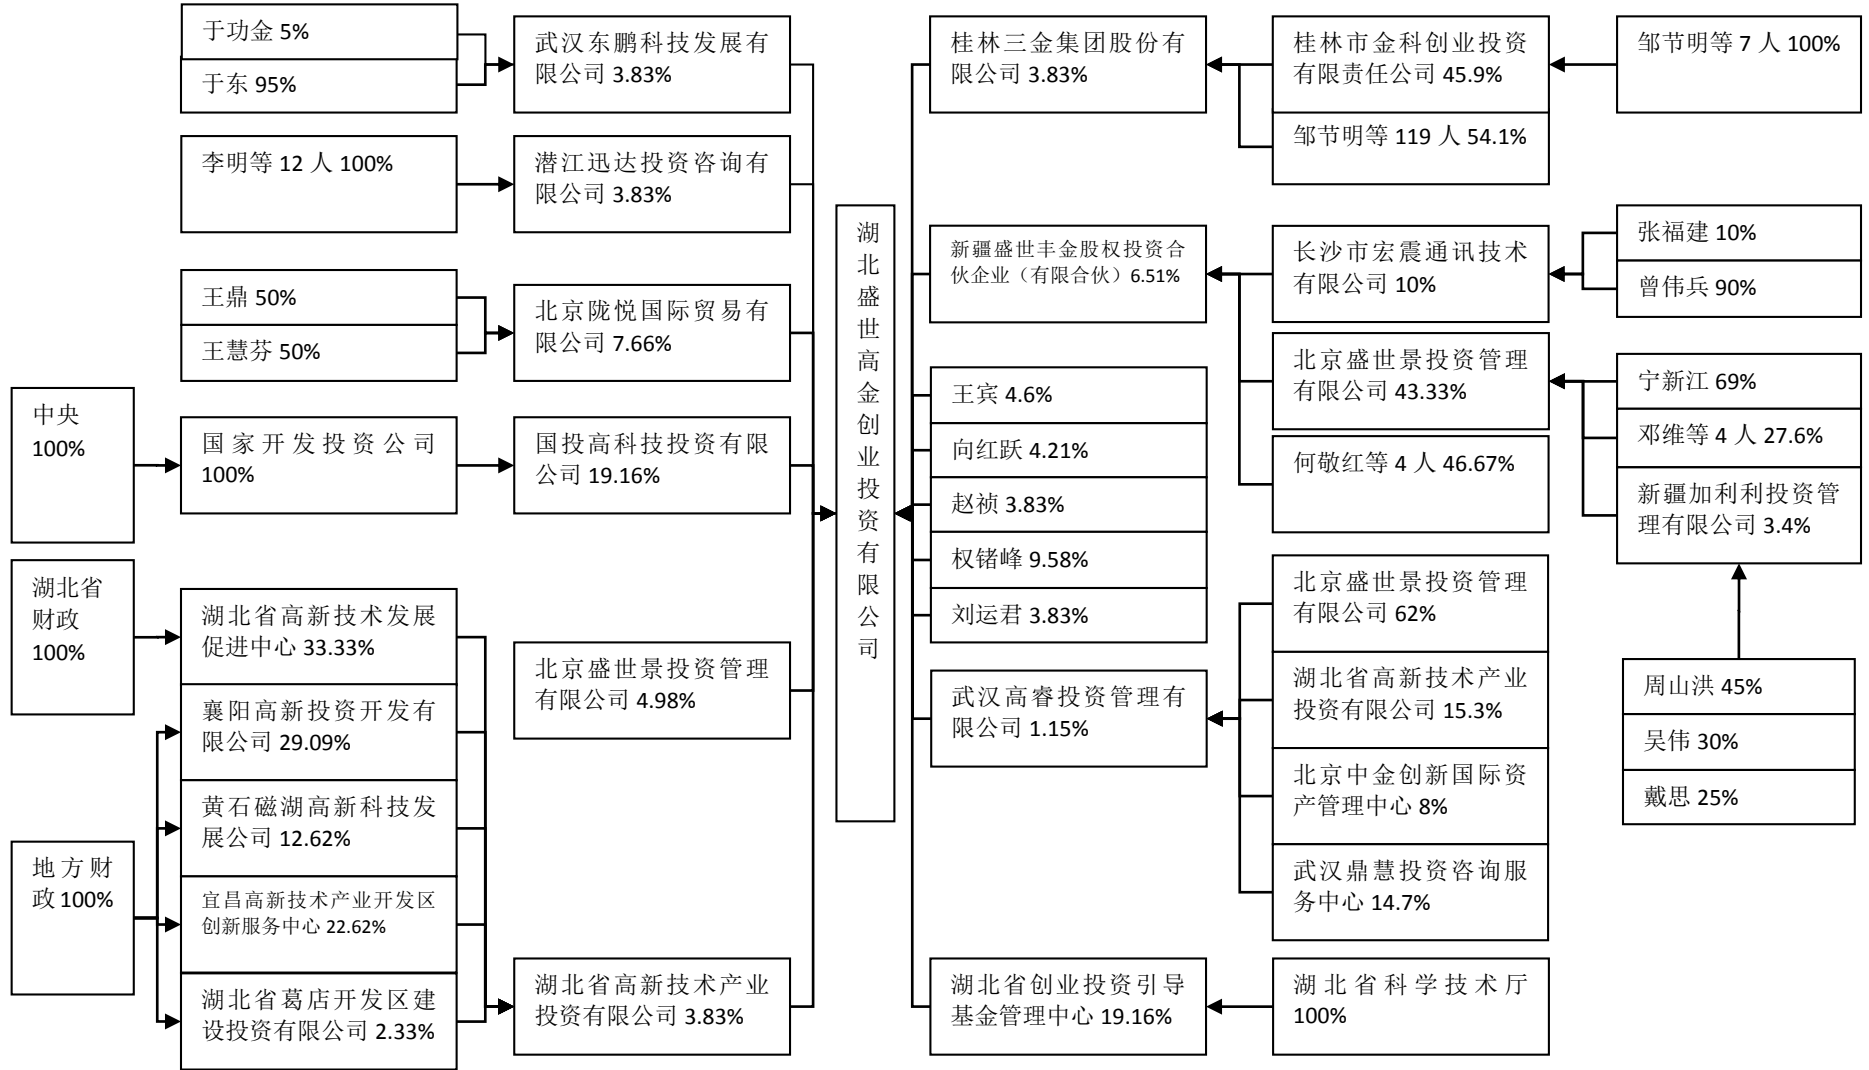 于功金 5%
于东 95%
武汉东鹏科技发展有
限公司 3.83%
李明等 12 人 100%
潜江迅达投资咨询有
限公司 3.83%
王鼎 50%
王慧芬 50%
北京陇悦国际贸易有
限公司 7.66%
中央
100%
国家开发投资公司
100%
国投高科技投资有限
公司 19.16%
湖北省
财政
100%
湖北省高新技术发展
促进中心 33.33%
襄阳高新投资开发有
限公司 29.09%
黄石磁湖高新科技发
展公司 12.62%
宜昌高新技术产业开发区
创新服务中心 22.62%
湖北省葛店开发区建
设投资有限公司 2.33%
地方财
政 100%
北京盛世景投资管理
有限公司 4.98%
湖北省高新技术产业
投资有限公司 3.83%
湖北盛世高金创业投资有限公司
桂林三金集团股份有
限公司 3.83%
桂林市金科创业投资
有限责任公司 45.9%
邹节明等 119 人 54.1%
邹节明等 7 人 100%
新疆盛世丰金股权投资合
伙企业（有限合伙）6.51%
长沙市宏震通讯技术
有限公司 10%
张福建 10%
曾伟兵 90%
北京盛世景投资管理
有限公司 43.33%
何敬红等 4 人 46.67%
宁新江 69%
邓维等 4 人 27.6%
新疆加利利投资管
理有限公司 3.4%
周山洪 45%
吴伟 30%
戴思 25%
王宾 4.6%
向红跃 4.21%
赵祯 3.83%
权锗峰 9.58%
刘运君 3.83%
武汉高睿投资管理有
限公司 1.15%
北京盛世景投资管理
有限公司 62%
湖北省高新技术产业
投资有限公司 15.3%
北京中金创新国际资
产管理中心 8%
武汉鼎慧投资咨询服
务中心 14.7%
湖北省创业投资引导
基金管理中心 19.16%
湖北省科学技术厅
100%